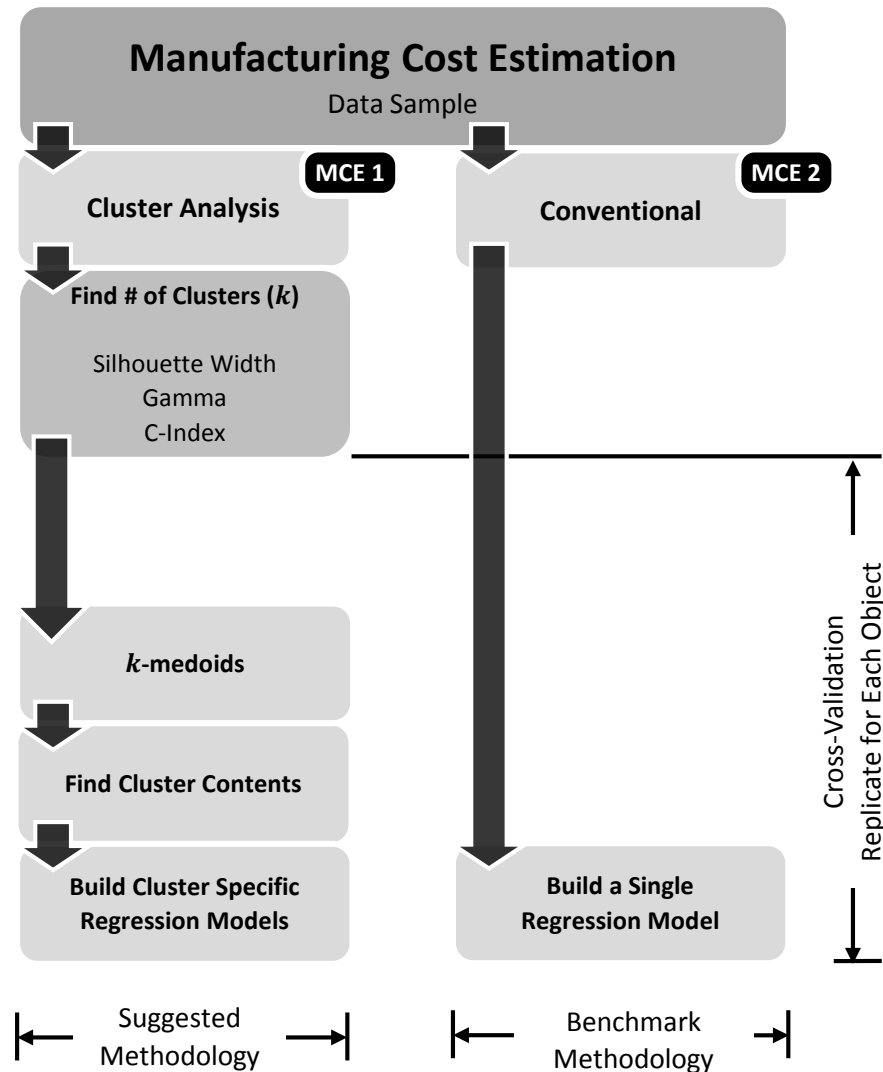 Manufacturing Cost Estimation
Data Sample
MCE 1
Cluster Analysis
MCE 2
Conventional
Find # of Clusters (k)
Silhouette Width
Gamma
C-Index
k-medoids
Find Cluster Contents
Build Cluster Specific
Regression Models
Build a Single
Regression Model
Cross-Validation
Replicate for Each Object
Suggested
Methodology
Benchmark
Methodology